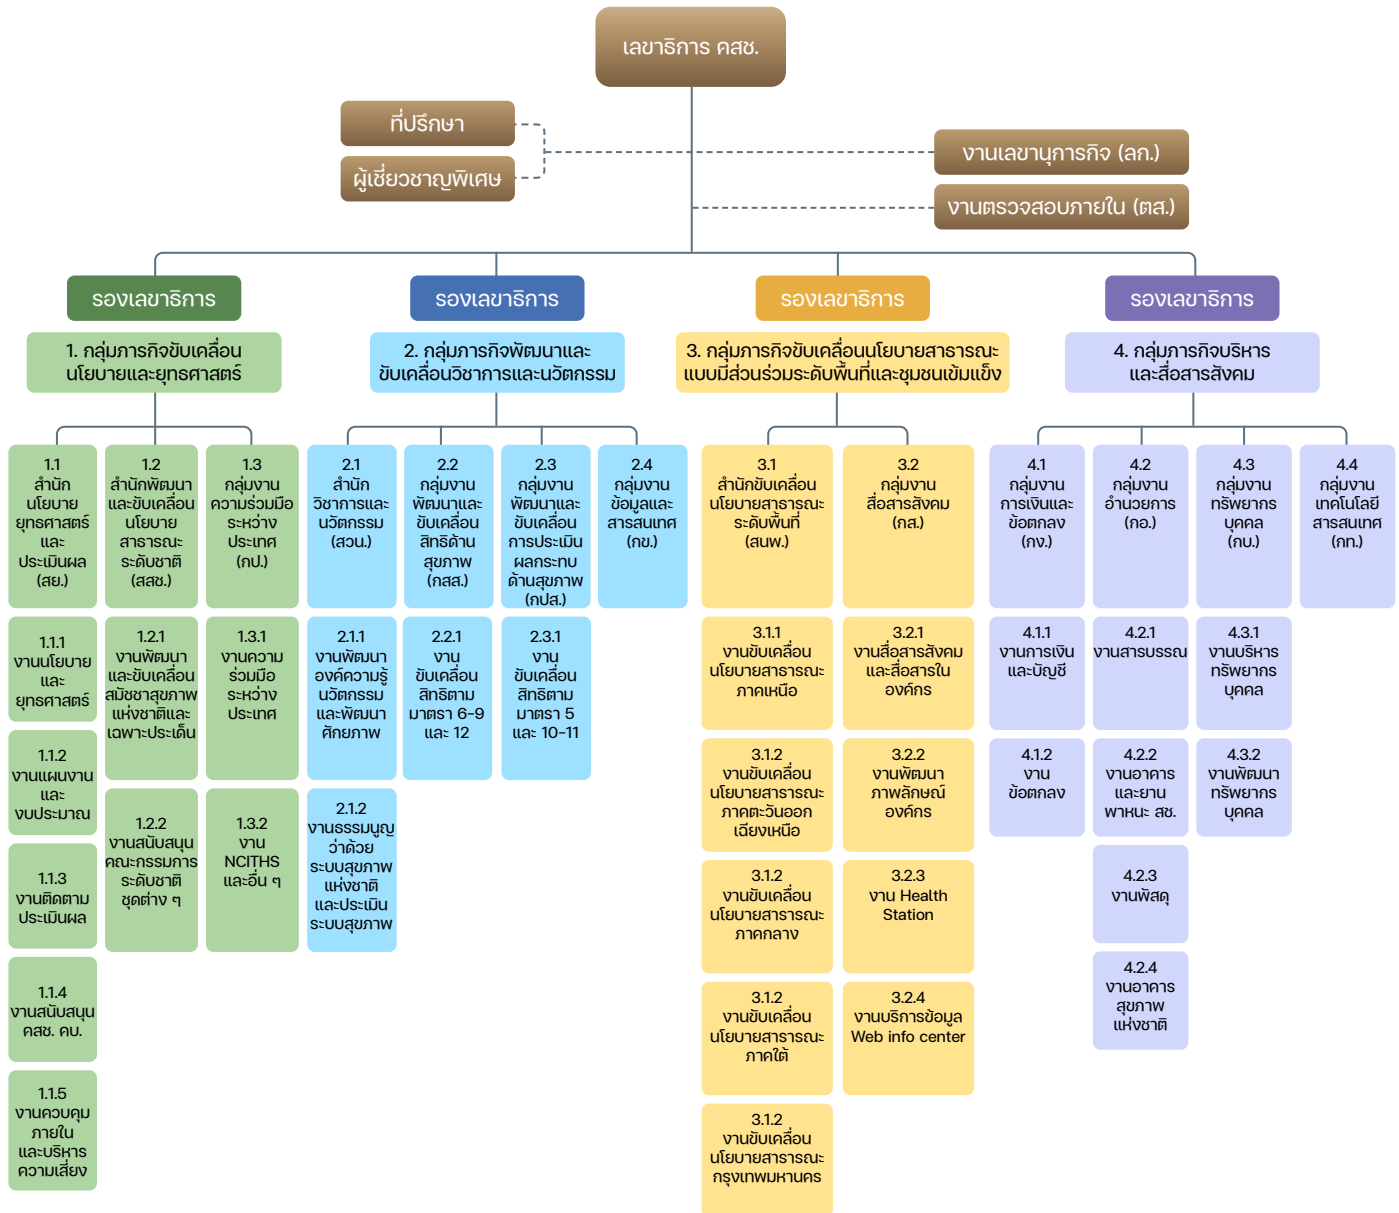 เลขาธิการ คสช.
ที่ปรึกษา
ผู้เชี่ยวชาญพิเศษ
งานเลขานุการกิจ (ลก.)
งานตรวจสอบภายใน (ตส.)
รองเลขาธิการ
1. กลุ่มภารกิจขับเคลื่อน
นโยบายและยุทธศาสตร์
1.1
สำนัก
นโยบาย
ยุทธศาสตร์
และ
ประเมินผล
(สย.)
1.1.1
งานนโยบาย
และ
ยุทธศาสตร์
1.1.2
งานแผนงาน
และ
งบประมาณ
1.1.3
งานติดตาม
ประเมินผล
1.1.4
งานสนับสนุน
คสช. คบ.
1.1.5
งานควบคุม
ภายใน
และบริหาร
ความเสี่ยง
1.2
สำนักพัฒนา
และขับเคลื่อน
นโยบาย
สาธารณะ
ระดับชาติ
(สสช.)
1.2.1
งานพัฒนา
และขับเคลื่อน
สมัชชาสุขภาพ
แห่งชาติและ
เฉพาะประเด็น
1.2.2
งานสนับสนุน
คณะกรรมการ
ระดับชาติ
ชุดต่าง ๆ
1.3
กลุ่มงาน
ความร่วมมือ
ระหว่าง
ประเทศ
(กป.)
1.3.1
งานความ
ร่วมมือ
ระหว่าง
ประเทศ
1.3.2
งาน
NCITHS
และอื่น ๆ
รองเลขาธิการ
2. กลุ่มภารกิจพัฒนาและ
ขับเคลื่อนวิชาการและนวัตกรรม
2.1
สำนัก
วิชาการและ
นวัตกรรม
(สวน.)
2.1.1
งานพัฒนา
องค์ความรู้
นวัตกรรม
และพัฒนา
ศักยภาพ
2.1.2
งานธรรมนูญ
ว่าด้วย
ระบบสุขภาพ
แห่งชาติ
และประเมิน
ระบบสุขภาพ
2.2
กลุ่มงาน
พัฒนาและ
ขับเคลื่อน
สิทธิด้าน
สุขภาพ
(กสส.)
2.2.1
งาน
ขับเคลื่อน
สิทธิตาม
มาตรา 6-9
และ 12
2.3
กลุ่มงาน
พัฒนาและ
ขับเคลื่อน
การประเมิน
ผลกระทบ
ด้านสุขภาพ
(กปส.)
2.3.1
งาน
ขับเคลื่อน
สิทธิตาม
มาตรา 5
และ 10-11
2.4
กลุ่มงาน
ข้อมูลและ
สารสนเทศ
(กข.)
รองเลขาธิการ
3. กลุ่มภารกิจขับเคลื่อนนโยบายสาธารณะ
แบบมีส่วนร่วมระดับพื้นที่และชุมชนเข้มแข็ง
3.1
สำนักขับเคลื่อน
นโยบายสาธารณะ
ระดับพื้นที่
(สนพ.)
3.1.1
งานขับเคลื่อน
นโยบายสาธารณะ
ภาคเหนือ
3.1.2
งานขับเคลื่อน
นโยบายสาธารณะ
ภาคตะวันออก
เฉียงเหนือ
3.1.2
งานขับเคลื่อน
นโยบายสาธารณะ
ภาคกลาง
3.1.2
งานขับเคลื่อน
นโยบายสาธารณะ
ภาคใต้
3.1.2
งานขับเคลื่อน
นโยบายสาธารณะ
กรุงเทพมหานคร
3.2
กลุ่มงาน
สื่อสารสังคม
(กส.)
3.2.1
งานสื่อสารสังคม
และสื่อสารใน
องค์กร
3.2.2
งานพัฒนา
ภาพลักษณ์
องค์กร
3.2.3
งาน Health
Station
3.2.4
งานบริการข้อมูล
Web info center
รองเลขาธิการ
4. กลุ่มภารกิจบริหาร
และสื่อสารสังคม
4.1
กลุ่มงาน
การเงินและ
ข้อตกลง
(กง.)
4.1.1
งานการเงิน
และบัญชี
4.1.2
งาน
ข้อตกลง
4.2
กลุ่มงาน
อำนวยการ
(กอ.)
4.2.1
งานสารบรรณ
4.2.2
งานอาคาร
และยาน
พาหนะ สช.
4.2.3
งานพัสดุ
4.2.4
งานอาคาร
สุขภาพ
แห่งชาติ
4.3
กลุ่มงาน
ทรัพยากร
บุคคล
(กบ.)
4.3.1
งานบริหาร
ทรัพยากร
บุคคล
4.3.2
งานพัฒนา
ทรัพยากร
บุคคล
4.4
กลุ่มงาน
เทคโนโลยี
สารสนเทศ
(กท.)